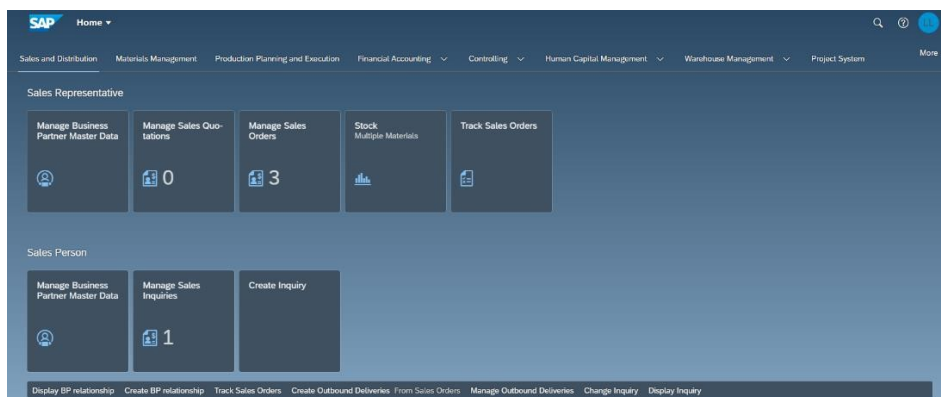 SAP Home
LL
Sales and Distribution Materials Management Production Planning and Execution Financial Accounting Controlling Human Capital Management Warehouse Management Project System More
Sales Representative
Manage Business Manage Sales Quo- Manage Sales Stock Track Sales Orders
Partner Master Data tations Orders Multiple Materials
0 3
Sales Person
Manage Business Manage Sales Create Inquiry
Partner Master Data Inquiries
1
Display BP relationship Create BP relationship Track Sales Orders Create Outbound Deliveries From Sales Orders Manage Outbound Deliveries Change Inquiry Display Inquiry